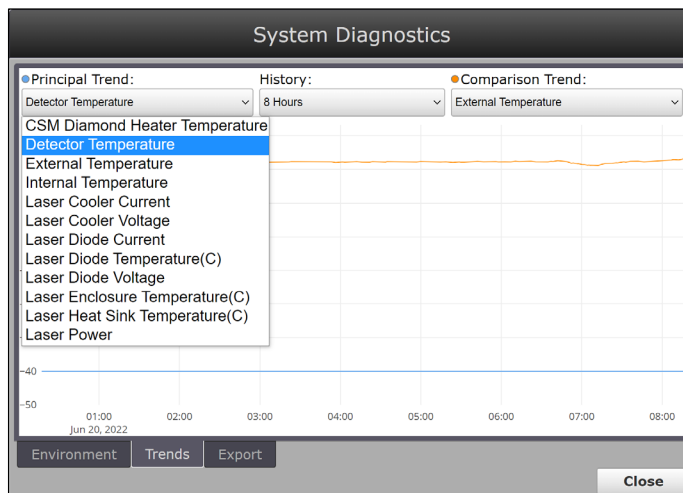 System Diagnostics
Principal Trend: History: Comparison Trend:
Detector Temperature 8 Hours External Temperature
CSM Diamond Heater Temperature
Detector Temperature
External Temperature
Internal Temperature
Laser Cooler Current
Laser Cooler Voltage
Laser Diode Current
Laser Diode Temperature(C)
Laser Diode Voltage
Laser Enclosure Temperature(C)
Laser Heat Sink Temperature(C)
Laser Power
−40
−50
01:00 02:00 03:00 04:00 05:00 06:00 07:00 08:00
Jun 20, 2022
Environment Trends Export
Close